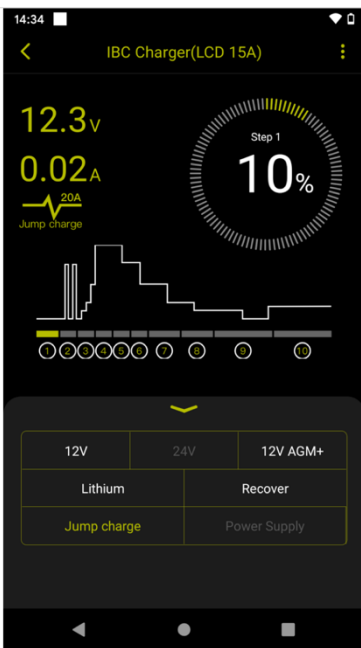 14:34
IBC Charger(LCD 15A)
12.3V
0.02A
20A
Jump charge
Step 1
10%
1 2 3 4 5 6 7 8 9 10
12V 24V 12V AGM+
Lithium Recover
Jump charge Power Supply